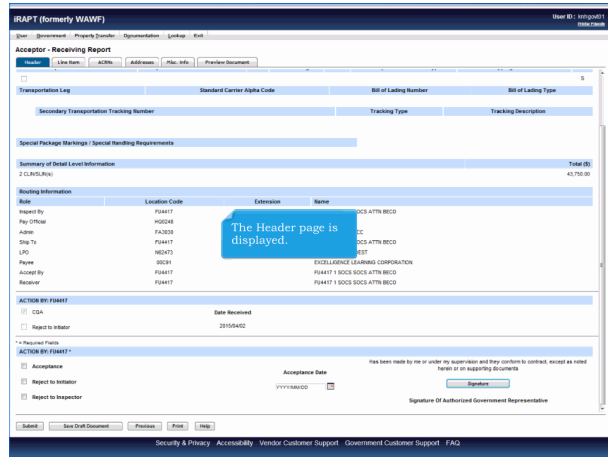 iRAPT (formerly WAWF)
User ID : knhgov01
User Government Property Transfer Documentation Lookup Exit
Acceptor - Receiving Report
Header Line Item ACRNs Addresses Misc. Info Preview Document
S
Transportation Leg Standard Carrier Alpha Code Bill of Lading Number Bill of Lading Type
Secondary Transportation Tracking Number Tracking Type Tracking Description
Special Package Markings / Special Handling Requirements
Summary of Detail Level Information Total ($)
2 CLIN/SLIN(s) 43,750.00
Routing Information
Role Location Code Extension Name
Inspect By FU4417 SOCS ATTN BECO
Pay Official HQ0248
Admin FA3030 CC
Ship To FU4417 SOCS ATTN BECO
LPO N62473 EST
Payee 00C91 EXCELLIGENCE LEARNING CORPORATION
Accept By FU4417 FU4417 1 SOCS SOCS ATTN BECO
Receiver FU4417 FU4417 1 SOCS SOCS ATTN BECO
The Header page is
displayed.
ACTION BY: FU4417
CQA Date Received
Reject to Initiator 2015/04/02
* = Required Fields
ACTION BY: FU4417 *
Acceptance
Reject to Initiator
Reject to Inspector
Acceptance Date
YYYY/MM/DD
Has been made by me or under my supervision and they conform to contract, except as noted
herein or on supporting documents
Signature
Signature Of Authorized Government Representative
Submit Save Draft Document Previous Print Help
Security & Privacy Accessibility Vendor Customer Support Government Customer Support FAQ